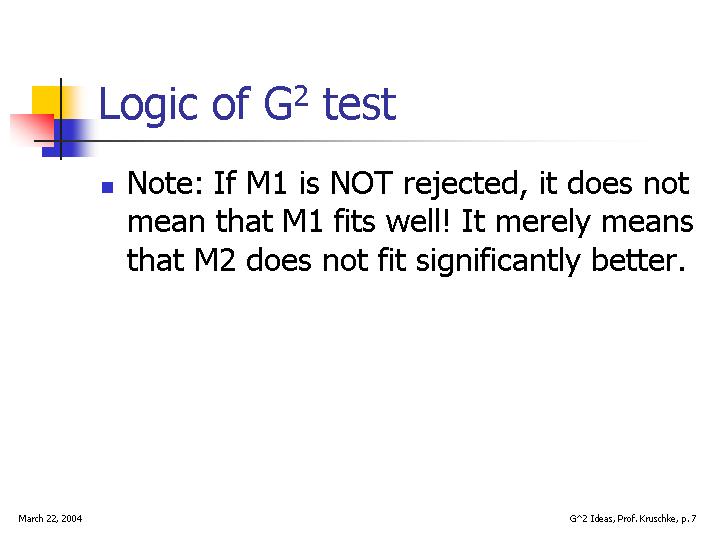 Logic of G² test
Note: If M1 is NOT rejected, it does not
mean that M1 fits well! It merely means
that M2 does not fit significantly better.
March 22, 2004
G^2 Ideas, Prof. Kruschke, p. 7